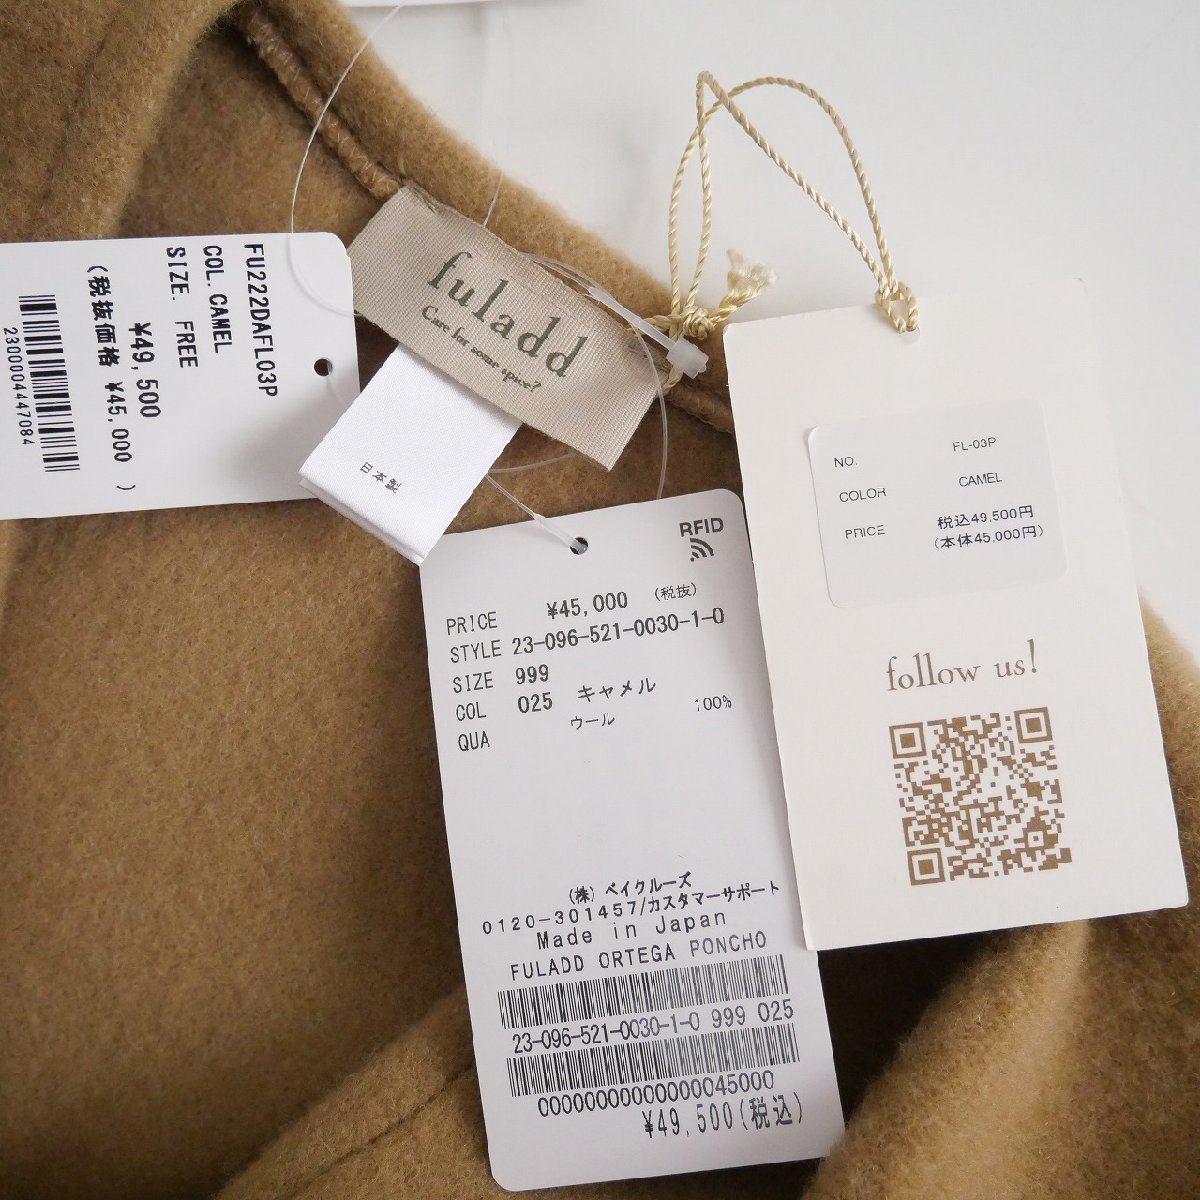 FU222DAFL03P
COL. CAMEL
SIZE. FREE
¥49,500
(税抜価格 ¥45,000 )
2300004447084
fuladd
Care for some spice?
日本製
RFID
PRICE ¥45,000 (税抜)
STYLE 23-096-521-0030-1-0
SIZE 999
COL 025 キャメル
QUA ウール 100%
(株) ベイクルーズ
0120-301457/カスタマーサポート
Made in Japan
FULADD ORTEGA PONCHO
23-096-521-0030-1-0 999 025
00000000000000045000
¥49,500(税込)
NO. FL-03P
COLOR CAMEL
PRICE 税込49,500円
(本体45,000円)
follow us!